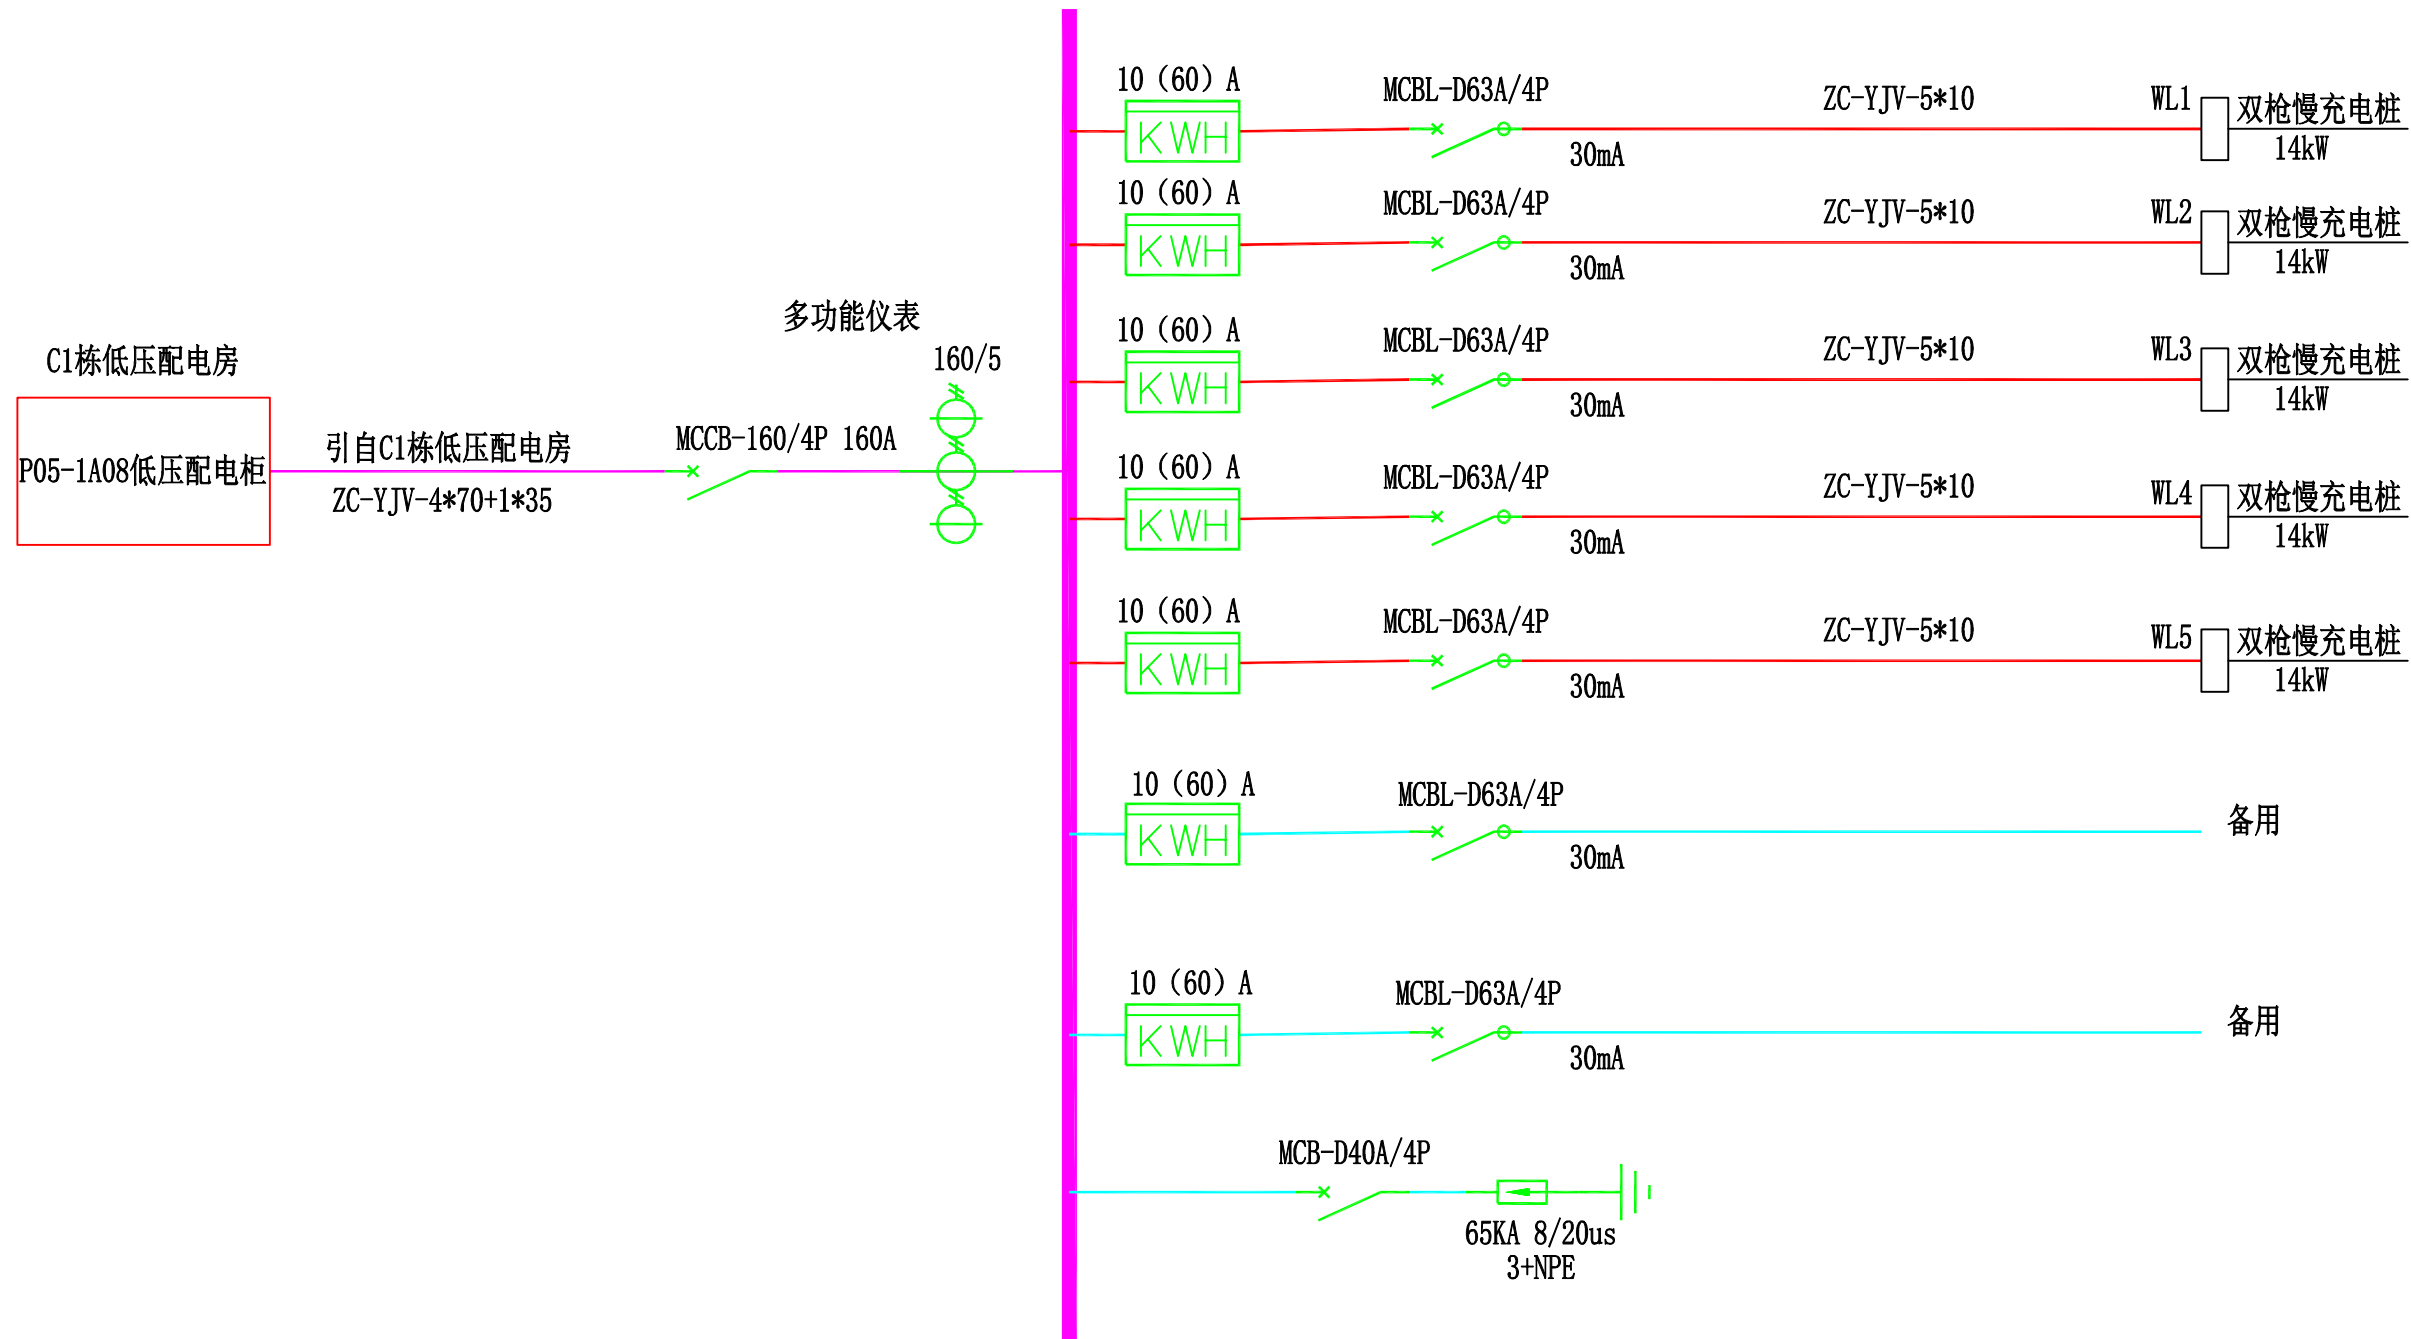 C1栋低压配电房
P05-1A08低压配电柜
引自C1栋低压配电房
ZC-YJV-4*70+1*35
MCCB-160/4P 160A
多功能仪表
160/5
10（60）A
KWH
MCBL-D63A/4P
30mA
ZC-YJV-5*10
WL1
双枪慢充电桩
14kW
10（60）A
KWH
MCBL-D63A/4P
30mA
ZC-YJV-5*10
WL2
双枪慢充电桩
14kW
10（60）A
KWH
MCBL-D63A/4P
30mA
ZC-YJV-5*10
WL3
双枪慢充电桩
14kW
10（60）A
KWH
MCBL-D63A/4P
30mA
ZC-YJV-5*10
WL4
双枪慢充电桩
14kW
10（60）A
KWH
MCBL-D63A/4P
30mA
ZC-YJV-5*10
WL5
双枪慢充电桩
14kW
10（60）A
KWH
MCBL-D63A/4P
30mA
备用
10（60）A
KWH
MCBL-D63A/4P
30mA
备用
MCB-D40A/4P
65KA 8/20us
3+NPE